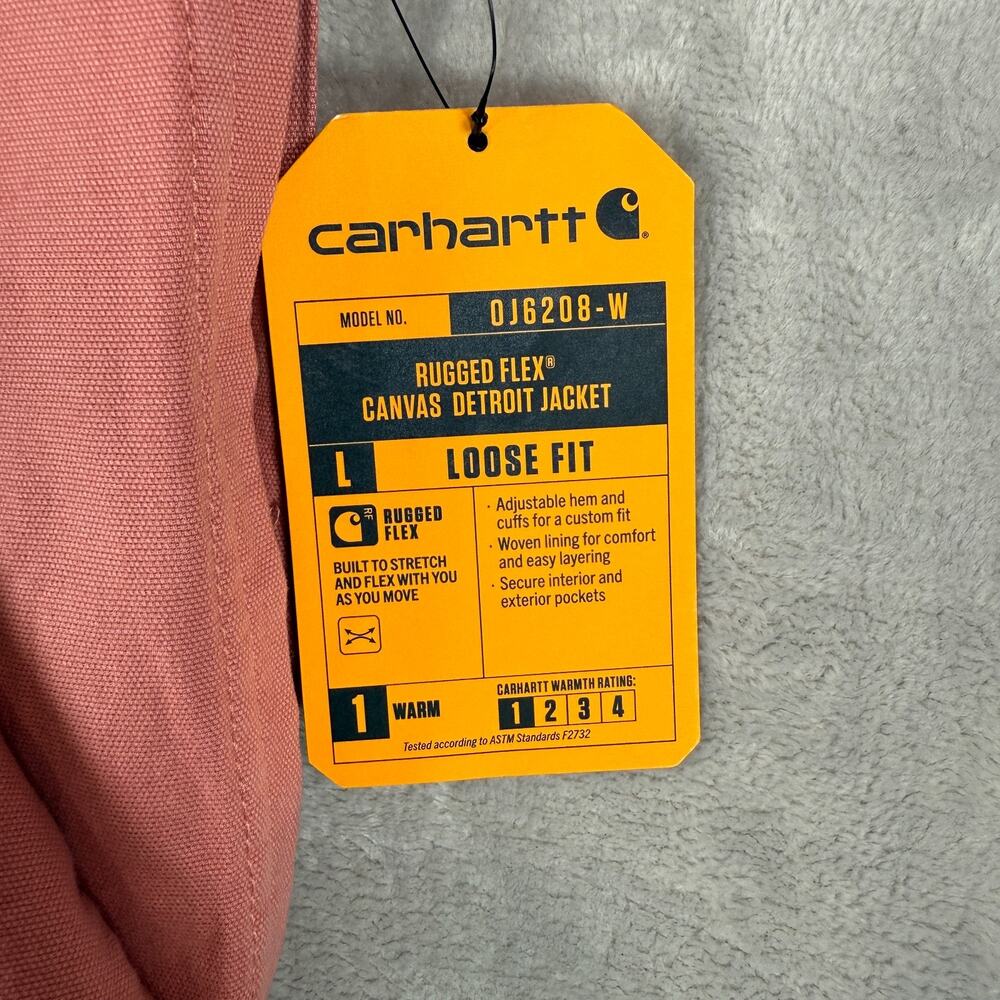 carhartt ®
MODEL NO. 0J6208-W
RUGGED FLEX®
CANVAS DETROIT JACKET
L LOOSE FIT
RF
RUGGED
FLEX
BUILT TO STRETCH
AND FLEX WITH YOU
AS YOU MOVE
· Adjustable hem and
cuffs for a custom fit
· Woven lining for comfort
and easy layering
· Secure interior and
exterior pockets
1 WARM
CARHARTT WARMTH RATING:
1 2 3 4
Tested according to ASTM Standards F2732